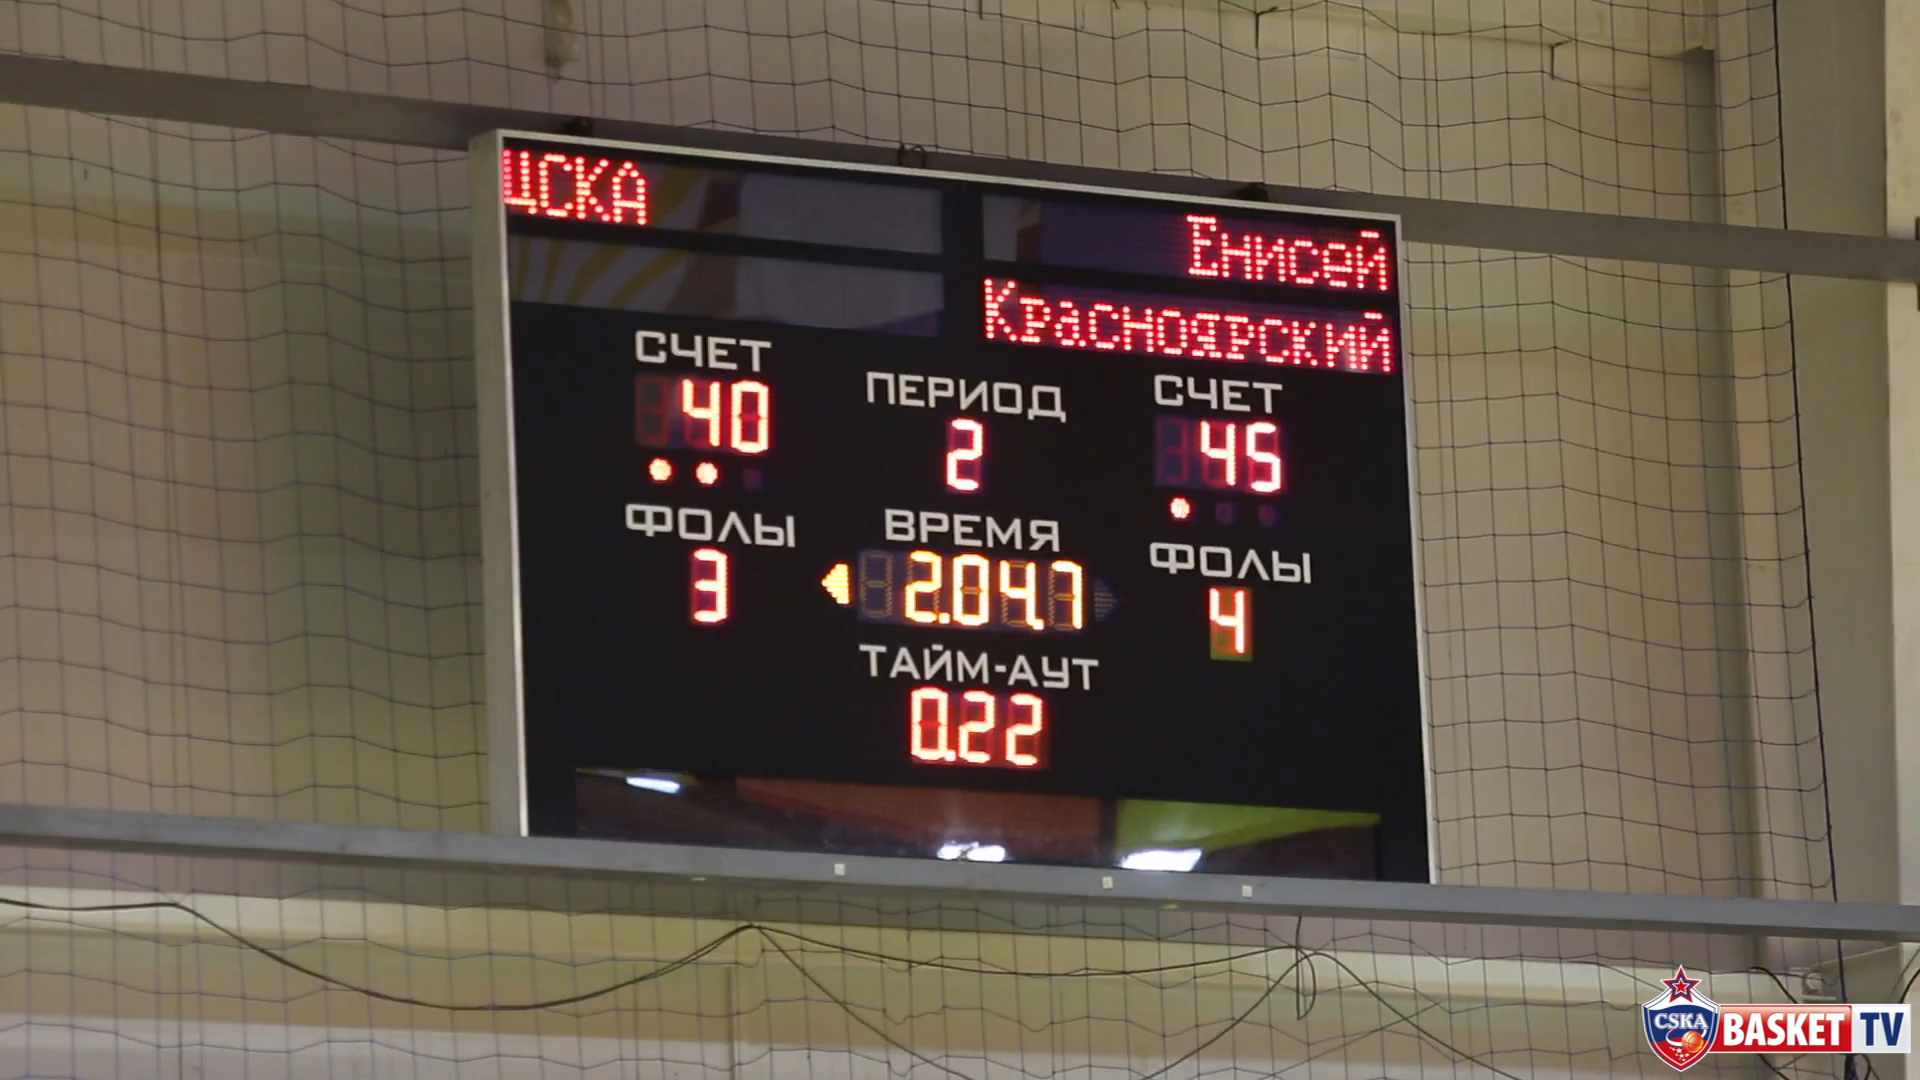 ЦСКА
Енисей
Красноярский
СЧЕТ
40
ПЕРИОД
2
СЧЕТ
45
ФОЛЫ
3
ВРЕМЯ
2.04.7
ФОЛЫ
4
ТАЙМ-АУТ
0.22
CSKA BASKET TV